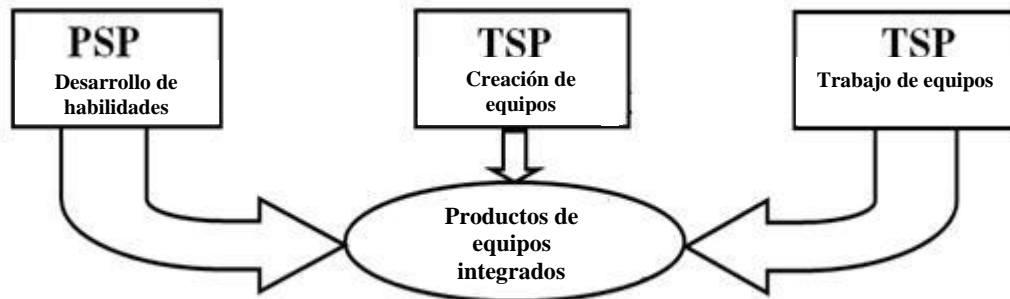 PSP
Desarrollo de
habilidades
TSP
Creación de
equipos
TSP
Trabajo de equipos
Productos de
equipos
integrados